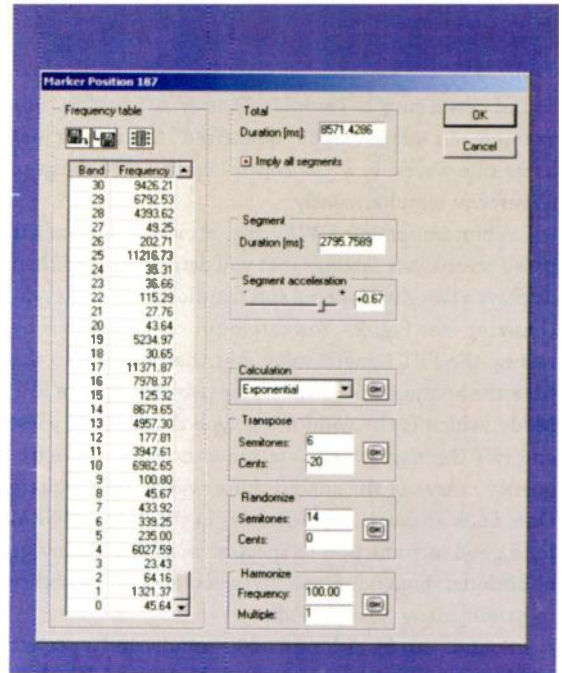 Marker Position 187
Frequency table
Band Frequency
30 9426.21
29 6792.53
28 4393.62
27 49.25
26 202.71
25 11216.73
24 38.31
23 36.66
22 115.29
21 27.76
20 43.64
19 5234.97
18 30.65
17 11371.87
16 7978.37
15 125.32
14 8679.65
13 4957.30
12 177.81
11 3947.61
10 6982.65
9 100.80
8 45.67
7 433.92
6 339.25
5 235.00
4 6027.59
3 23.43
2 64.16
1 1321.37
0 45.64
Total
Duration [ms]: 8571.4286
Imply all segments
Segment
Duration [ms]: 2795.7589
Segment acceleration
- + +0.67
Calculation
Exponential OK
Transpose
Semitones: 6
Cents: -20
OK
Randomize
Semitones: 14
Cents: 0
OK
Harmonize
Frequency: 100.00
Multiple: 1
OK
OK
Cancel